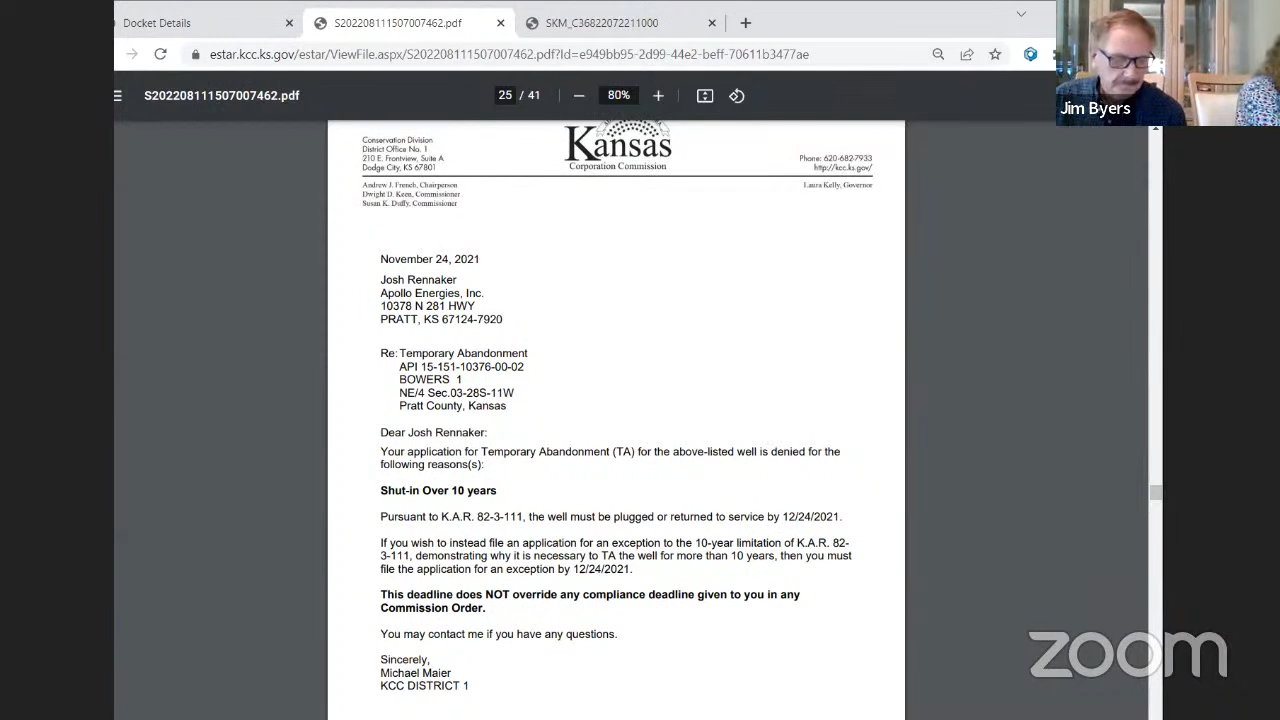 Docket Details
S202208111507007462.pdf
SKM_C36822072211000
estar.kcc.ks.gov/estar/ViewFile.aspx/S202208111507007462.pdf?Id=e949bb95-2d99-44e2-beff-70611b3477ae
S202208111507007462.pdf
25 / 41
80%
Jim Byers
Conservation Division
District Office No. 1
210 E. Frontview, Suite A
Dodge City, KS 67801
Kansas
Corporation Commission
Phone: 620-682-7933
http://kcc.ks.gov/
Andrew J. French, Chairperson
Dwight D. Keen, Commissioner
Susan K. Duffy, Commissioner
Laura Kelly, Governor
November 24, 2021
Josh Rennaker
Apollo Energies, Inc.
10378 N 281 HWY
PRATT, KS 67124-7920
Re: Temporary Abandonment
API 15-151-10376-00-02
BOWERS 1
NE/4 Sec.03-28S-11W
Pratt County, Kansas
Dear Josh Rennaker:
Your application for Temporary Abandonment (TA) for the above-listed well is denied for the
following reasons(s):
Shut-in Over 10 years
Pursuant to K.A.R. 82-3-111, the well must be plugged or returned to service by 12/24/2021.
If you wish to instead file an application for an exception to the 10-year limitation of K.A.R. 82-
3-111, demonstrating why it is necessary to TA the well for more than 10 years, then you must
file the application for an exception by 12/24/2021.
This deadline does NOT override any compliance deadline given to you in any
Commission Order.
You may contact me if you have any questions.
Sincerely,
Michael Maier
KCC DISTRICT 1
zoom